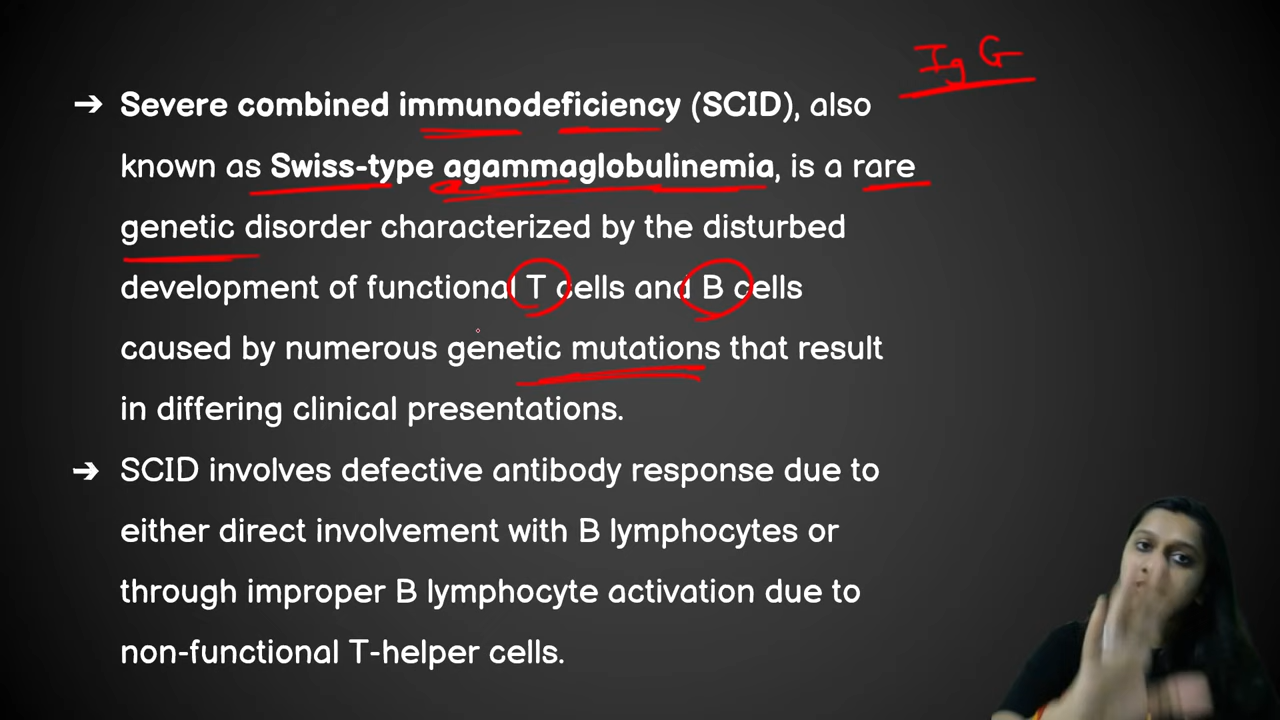 Ig G
➔ Severe combined immunodeficiency (SCID), also
known as Swiss-type agammaglobulinemia, is a rare
genetic disorder characterized by the disturbed
development of functional T cells and B cells
caused by numerous genetic mutations that result
in differing clinical presentations.
➔ SCID involves defective antibody response due to
either direct involvement with B lymphocytes or
through improper B lymphocyte activation due to
non-functional T-helper cells.